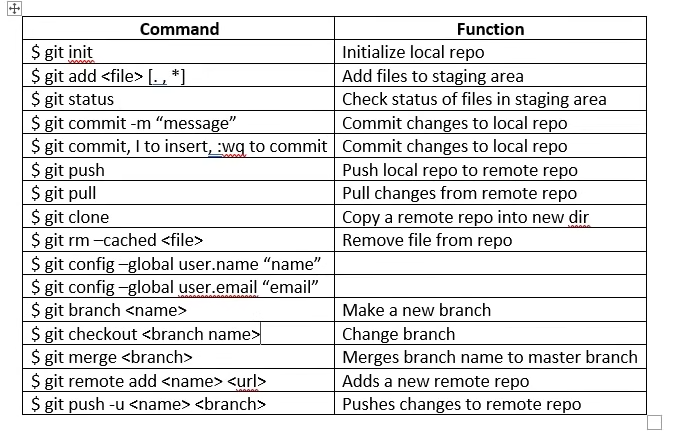 Command Function
$ git init Initialize local repo
$ git add <file> [. , *] Add files to staging area
$ git status Check status of files in staging area
$ git commit -m “message” Commit changes to local repo
$ git commit, I to insert, :wq to commit Commit changes to local repo
$ git push Push local repo to remote repo
$ git pull Pull changes from remote repo
$ git clone Copy a remote repo into new dir
$ git rm –cached <file> Remove file from repo
$ git config –global user.name “name”
$ git config –global user.email “email”
$ git branch <name> Make a new branch
$ git checkout <branch name> Change branch
$ git merge <branch> Merges branch name to master branch
$ git remote add <name> <url> Adds a new remote repo
$ git push -u <name> <branch> Pushes changes to remote repo